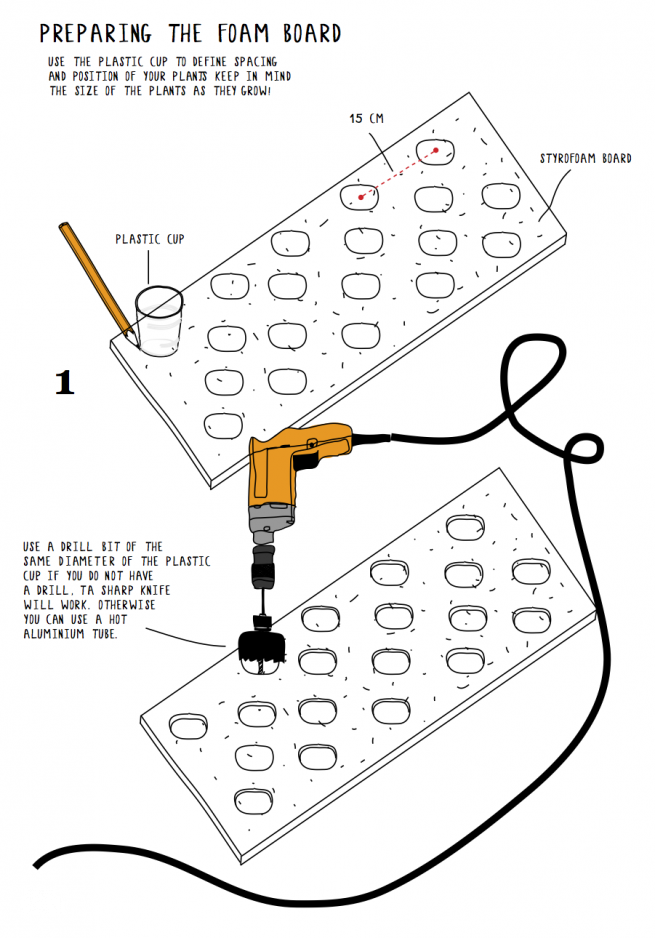 PREPARING THE FOAM BOARD
USE THE PLASTIC CUP TO DEFINE SPACING
AND POSITION OF YOUR PLANTS KEEP IN MIND
THE SIZE OF THE PLANTS AS THEY GROW!
15 CM
STYROFOAM BOARD
PLASTIC CUP
1
USE A DRILL BIT OF THE
SAME DIAMETER OF THE PLASTIC
CUP IF YOU DO NOT HAVE
A DRILL. TA SHARP KNIFE
WILL WORK. OTHERWISE
YOU CAN USE A HOT
ALUMINIUM TUBE.